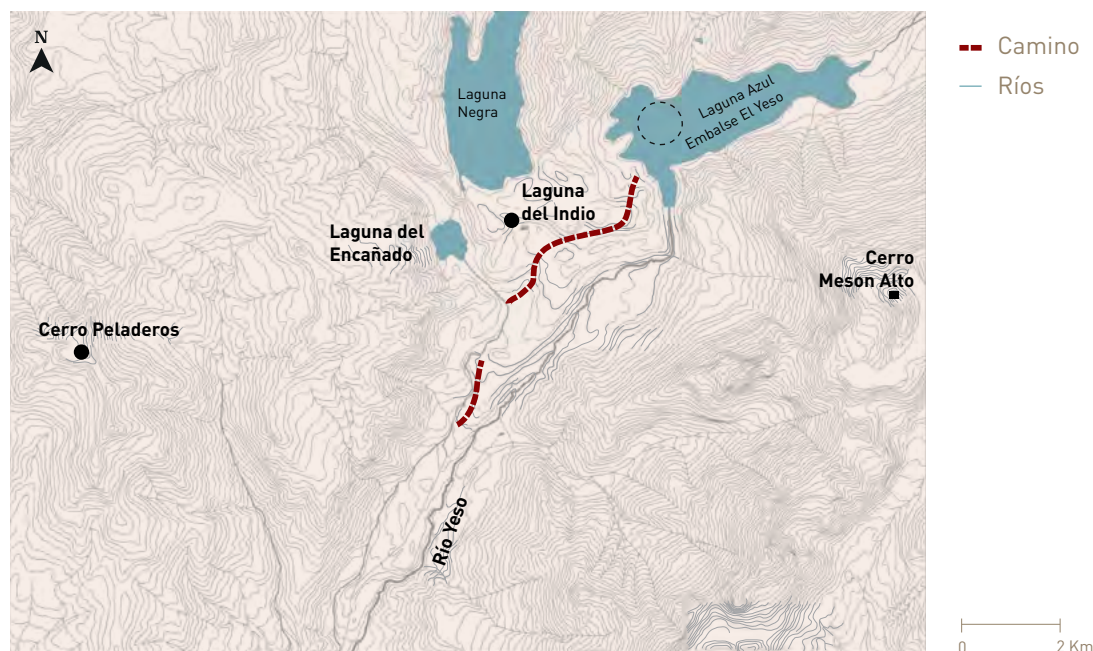 N
Camino
Ríos
Laguna
Negra
Laguna Azul
Embalse El Yeso
Laguna
del Indio
Laguna del
Encañado
Cerro
Meson Alto
Cerro Peladeros
Río Yeso
0 2 Km